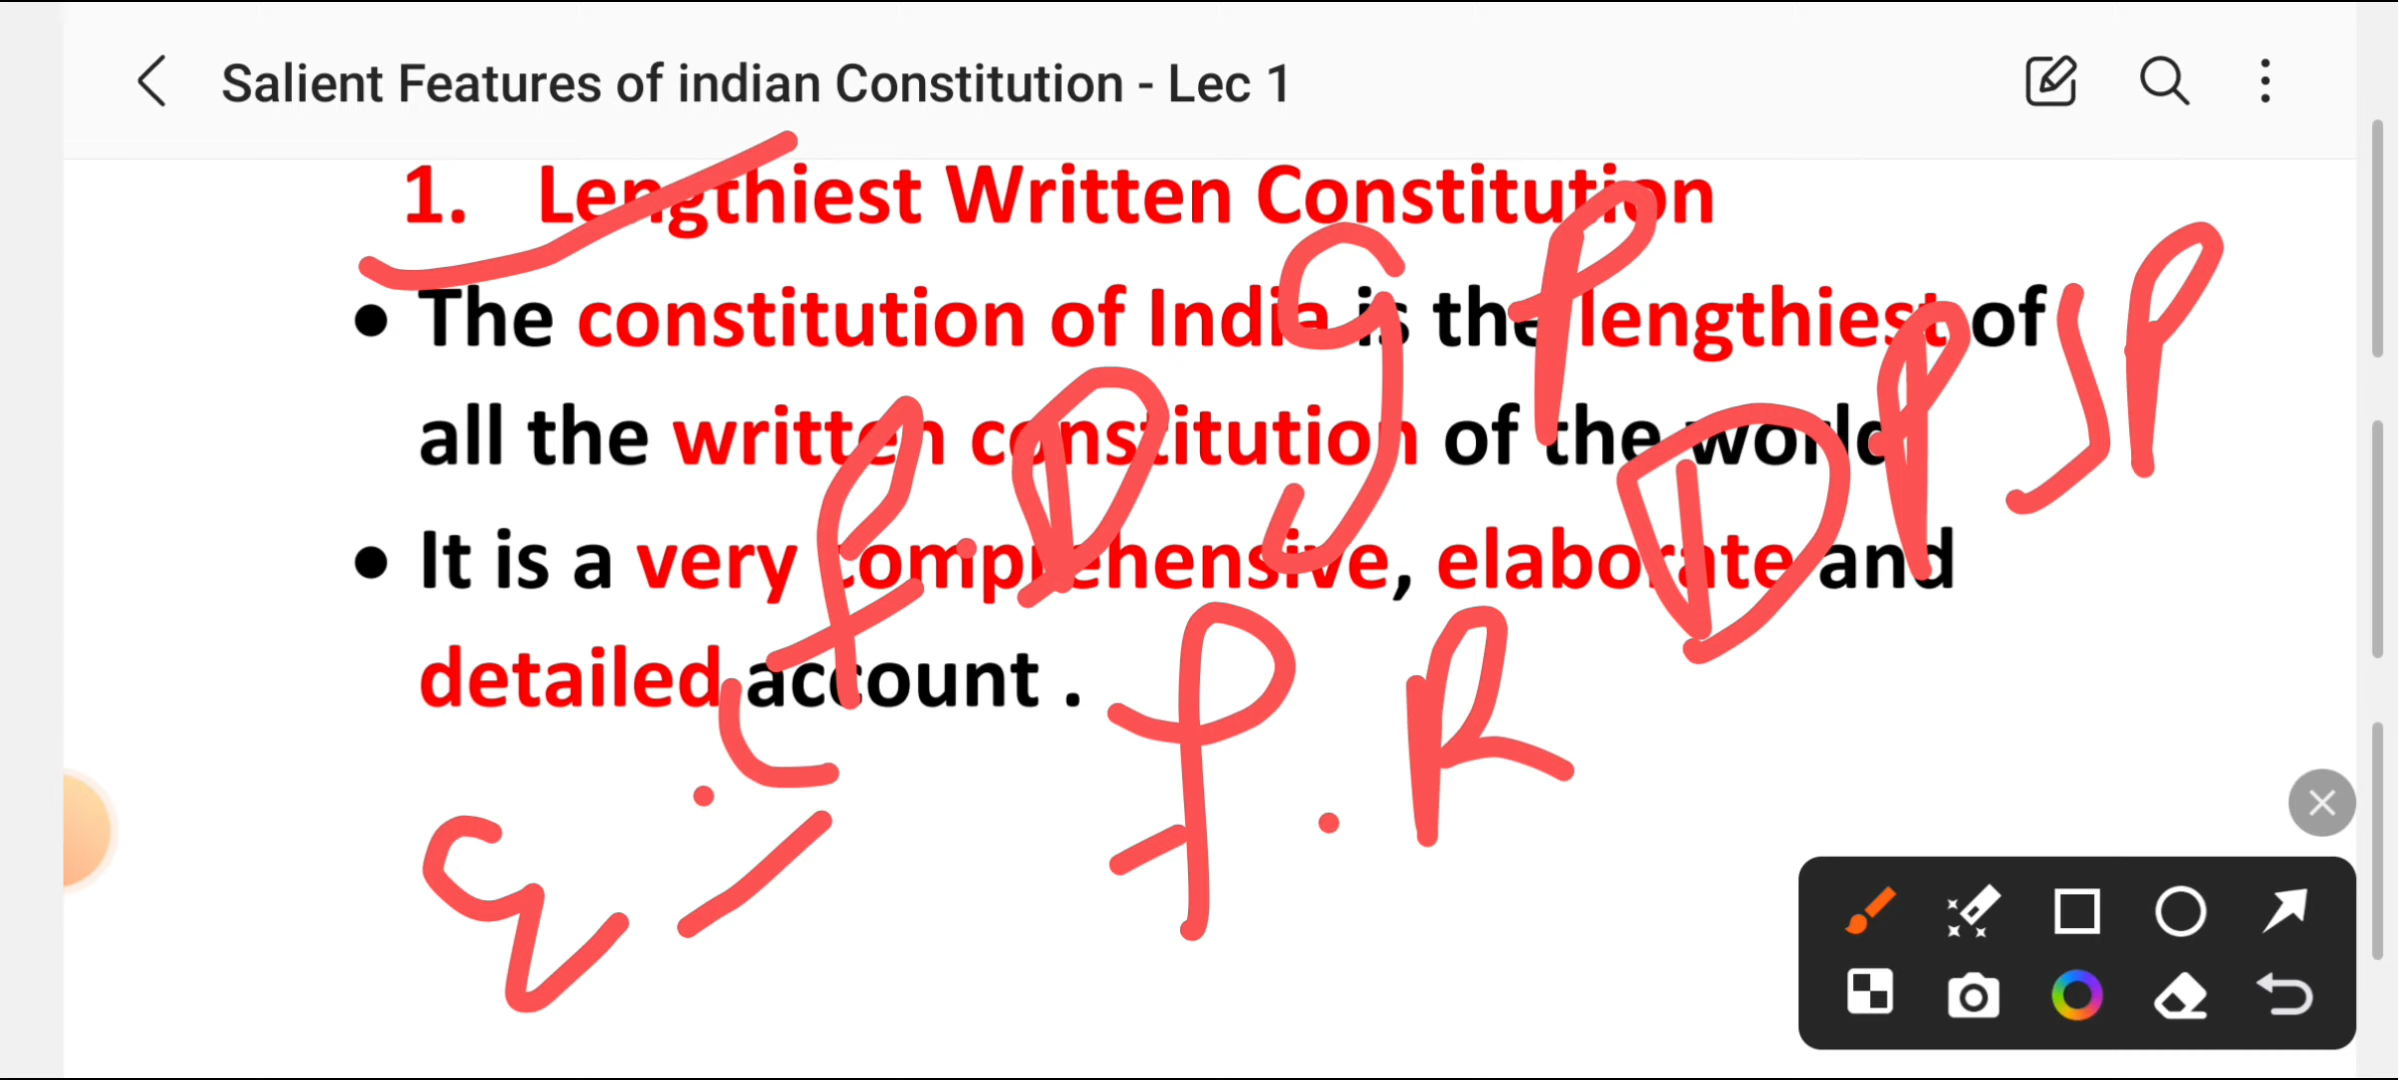 Salient Features of indian Constitution - Lec 1
1. Lengthiest Written Constitution
• The constitution of India is the lengthiest of
all the written constitution of the world
• It is a very comprehensive, elaborate and
detailed account .
G P
F.D
DPSP
F.R